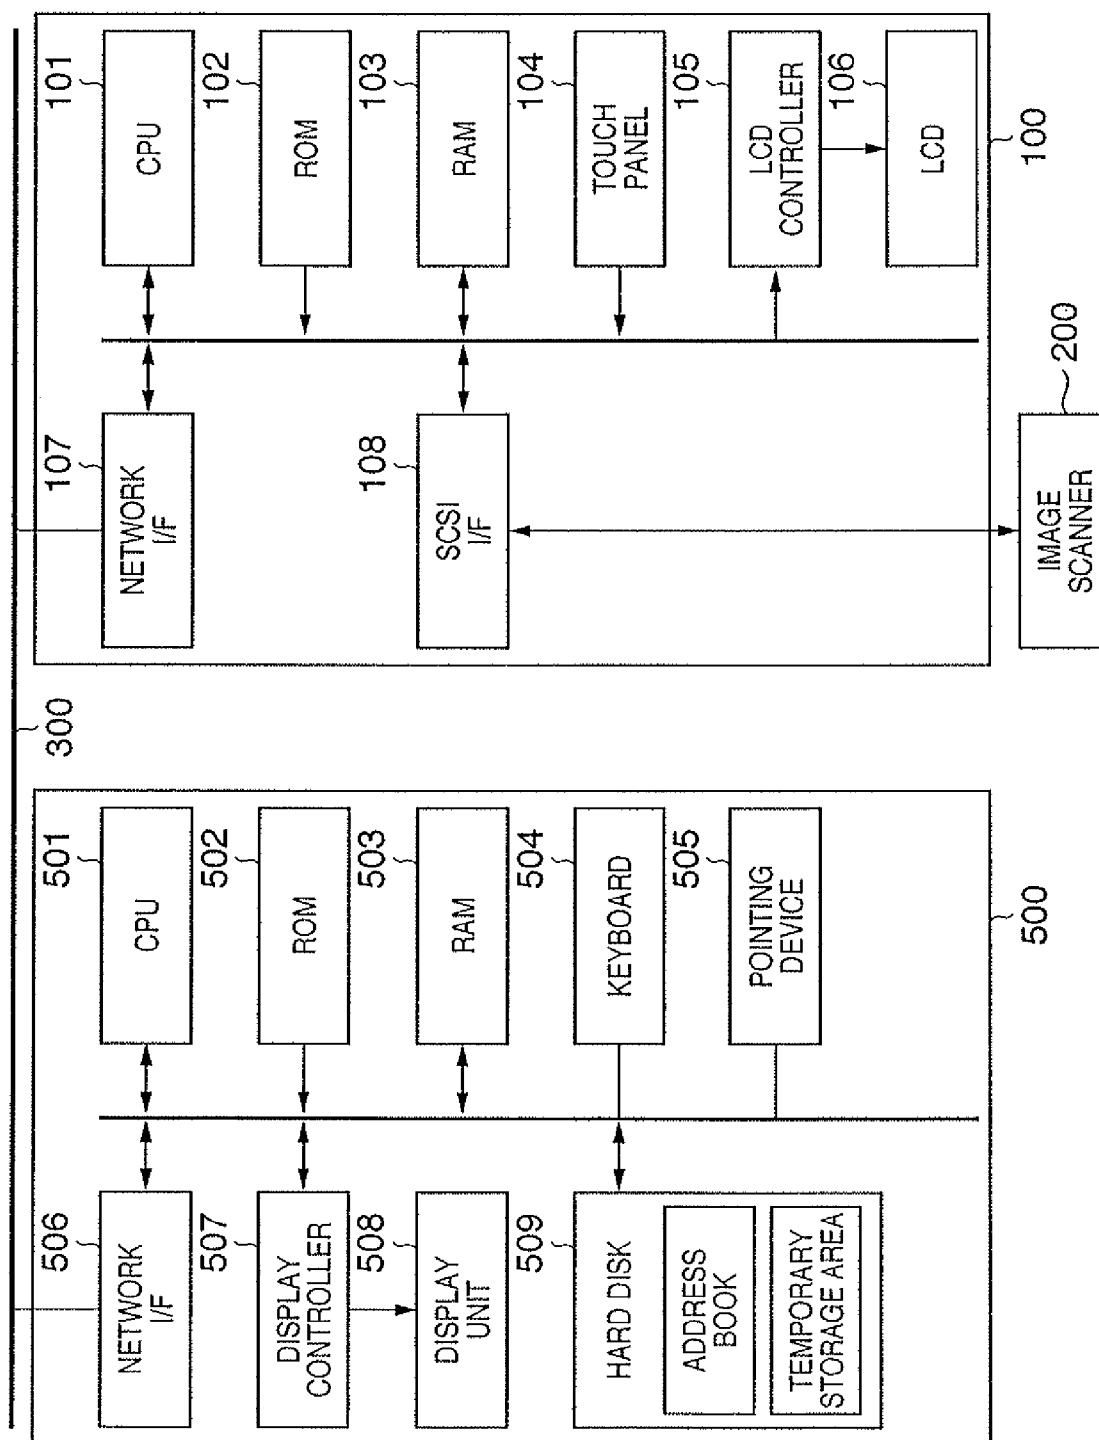 300
506
NETWORK
I/F
507
DISPLAY
CONTROLLER
508
DISPLAY
UNIT
509
HARD DISK
ADDRESS
BOOK
TEMPORARY
STORAGE AREA
501
CPU
502
ROM
503
RAM
504
KEYBOARD
505
POINTING
DEVICE
500
107
NETWORK
I/F
108
SCSI
I/F
101
CPU
102
ROM
103
RAM
104
TOUCH
PANEL
105
LCD
CONTROLLER
106
LCD
100
200
IMAGE
SCANNER